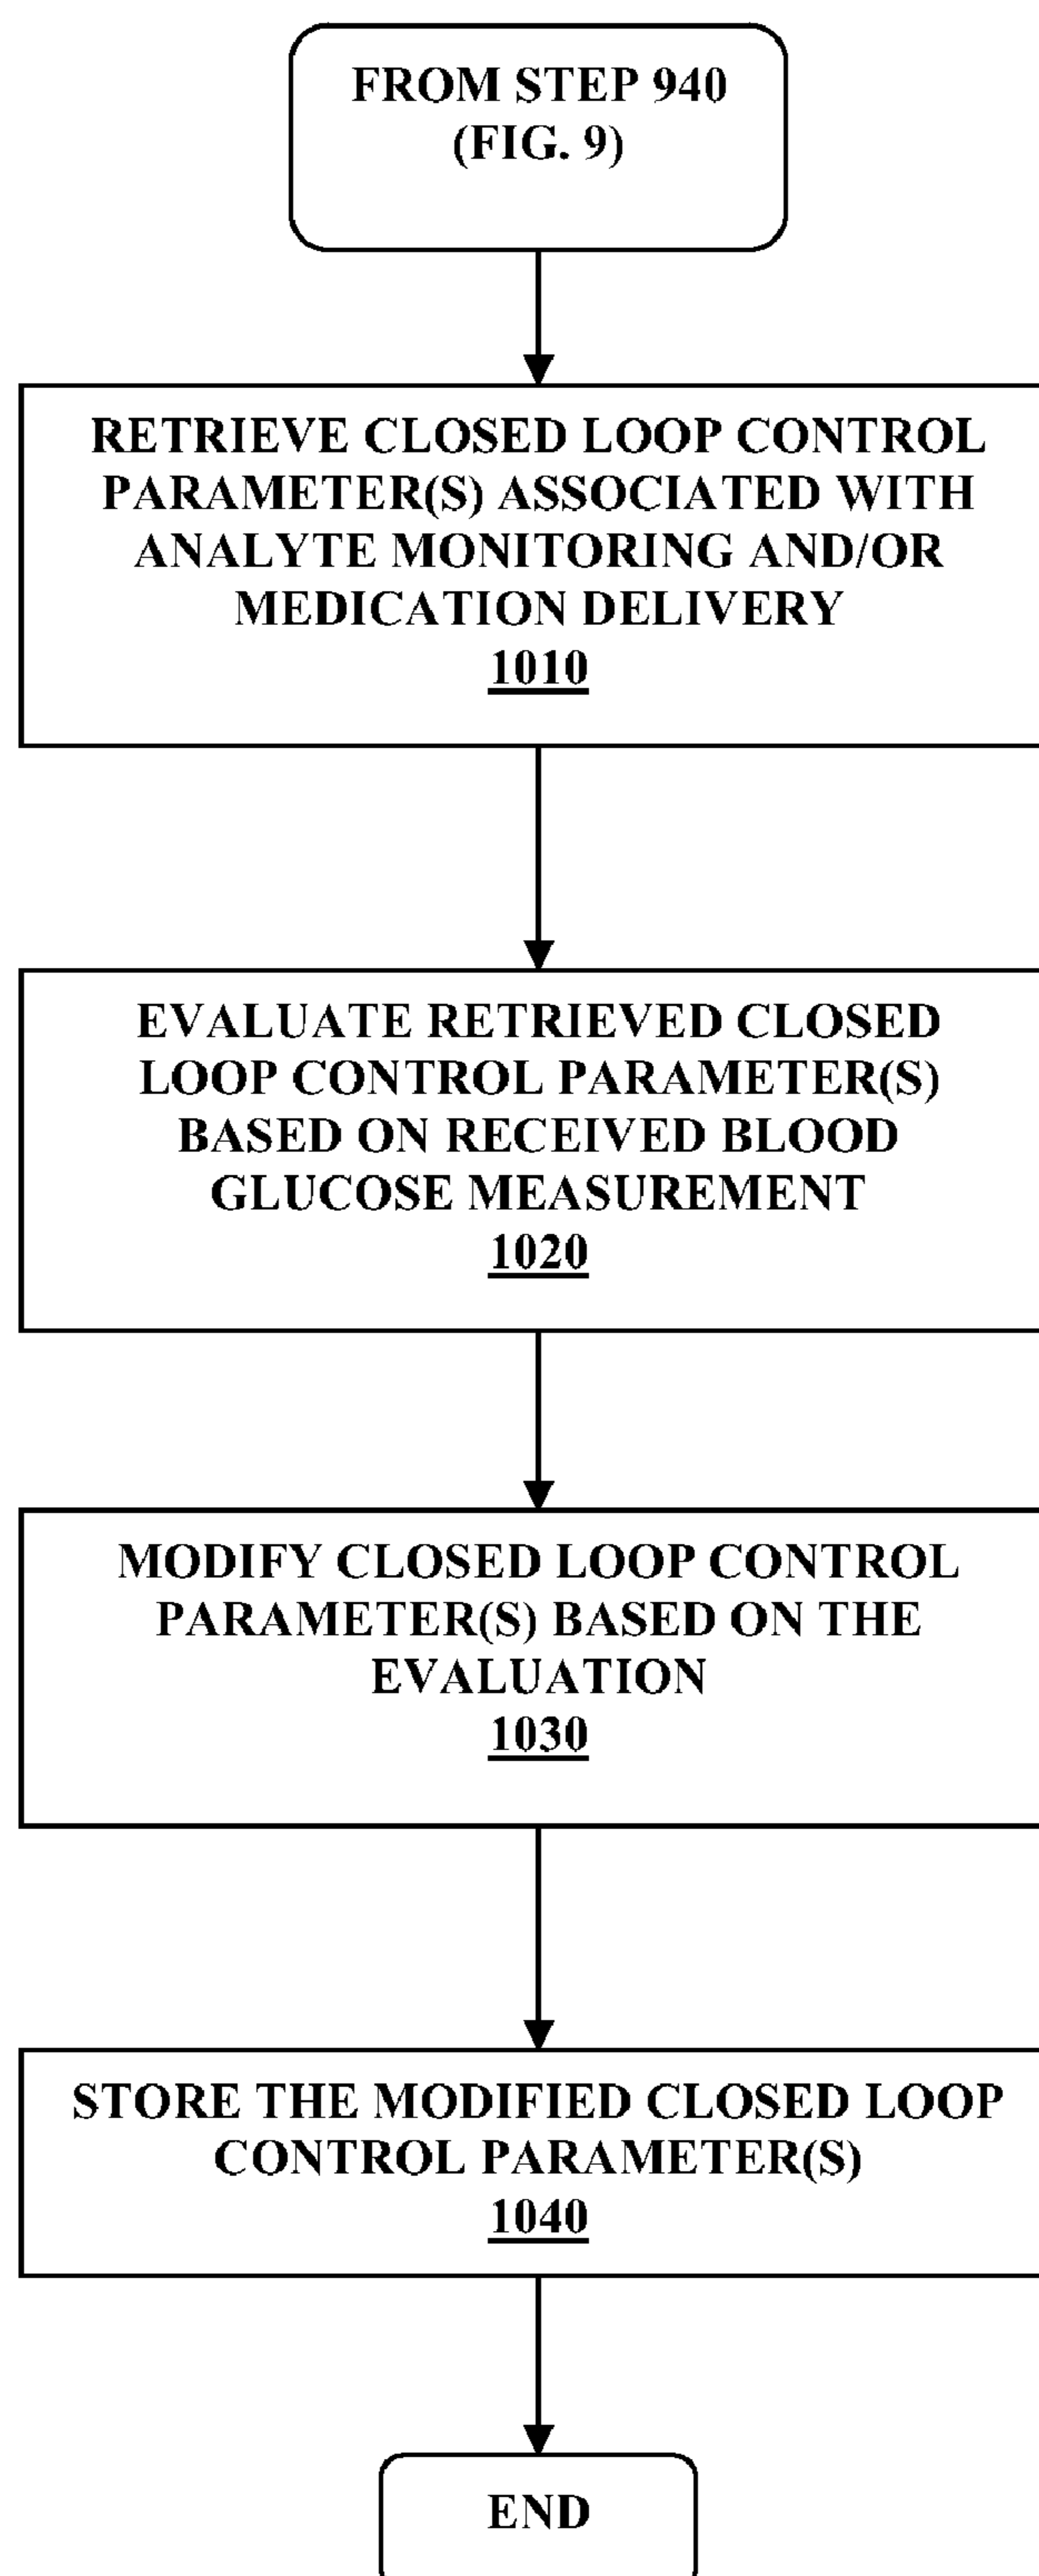 FROM STEP 940
(FIG. 9)
RETRIEVE CLOSED LOOP CONTROL
PARAMETER(S) ASSOCIATED WITH
ANALYTE MONITORING AND/OR
MEDICATION DELIVERY
1010
EVALUATE RETRIEVED CLOSED
LOOP CONTROL PARAMETER(S)
BASED ON RECEIVED BLOOD
GLUCOSE MEASUREMENT
1020
MODIFY CLOSED LOOP CONTROL
PARAMETER(S) BASED ON THE
EVALUATION
1030
STORE THE MODIFIED CLOSED LOOP
CONTROL PARAMETER(S)
1040
END